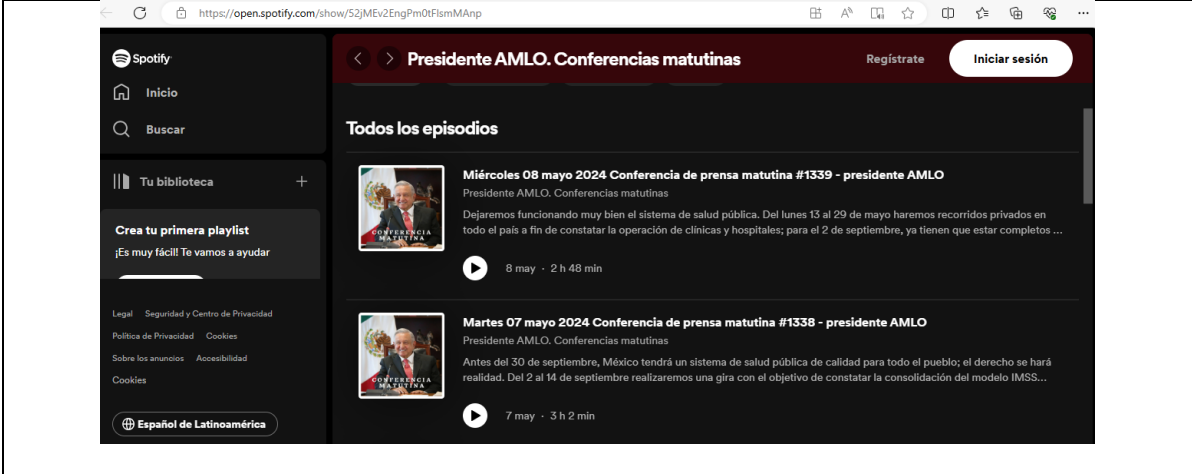 https://open.spotify.com/show/52jMEv2EngPm0tFlsmMAnp
Spotify
Inicio
Buscar
Tu biblioteca
Crea tu primera playlist
¡Es muy fácil! Te vamos a ayudar
Legal Seguridad y Centro de Privacidad
Política de Privacidad Cookies
Sobre los anuncios Accesibilidad
Cookies
Español de Latinoamérica
Presidente AMLO. Conferencias matutinas
Regístrate
Iniciar sesión
Todos los episodios
CONFERENCIA
MATUTINA
Miércoles 08 mayo 2024 Conferencia de prensa matutina #1339 - presidente AMLO
Presidente AMLO. Conferencias matutinas
Dejaremos funcionando muy bien el sistema de salud pública. Del lunes 13 al 29 de mayo haremos recorridos privados en
todo el país a fin de constatar la operación de clínicas y hospitales; para el 2 de septiembre, ya tienen que estar completos ...
8 may · 2 h 48 min
CONFERENCIA
MATUTINA
Martes 07 mayo 2024 Conferencia de prensa matutina #1338 - presidente AMLO
Presidente AMLO. Conferencias matutinas
Antes del 30 de septiembre, México tendrá un sistema de salud pública de calidad para todo el pueblo; el derecho se hará
realidad. Del 2 al 14 de septiembre realizaremos una gira con el objetivo de constatar la consolidación del modelo IMSS...
7 may · 3 h 2 min